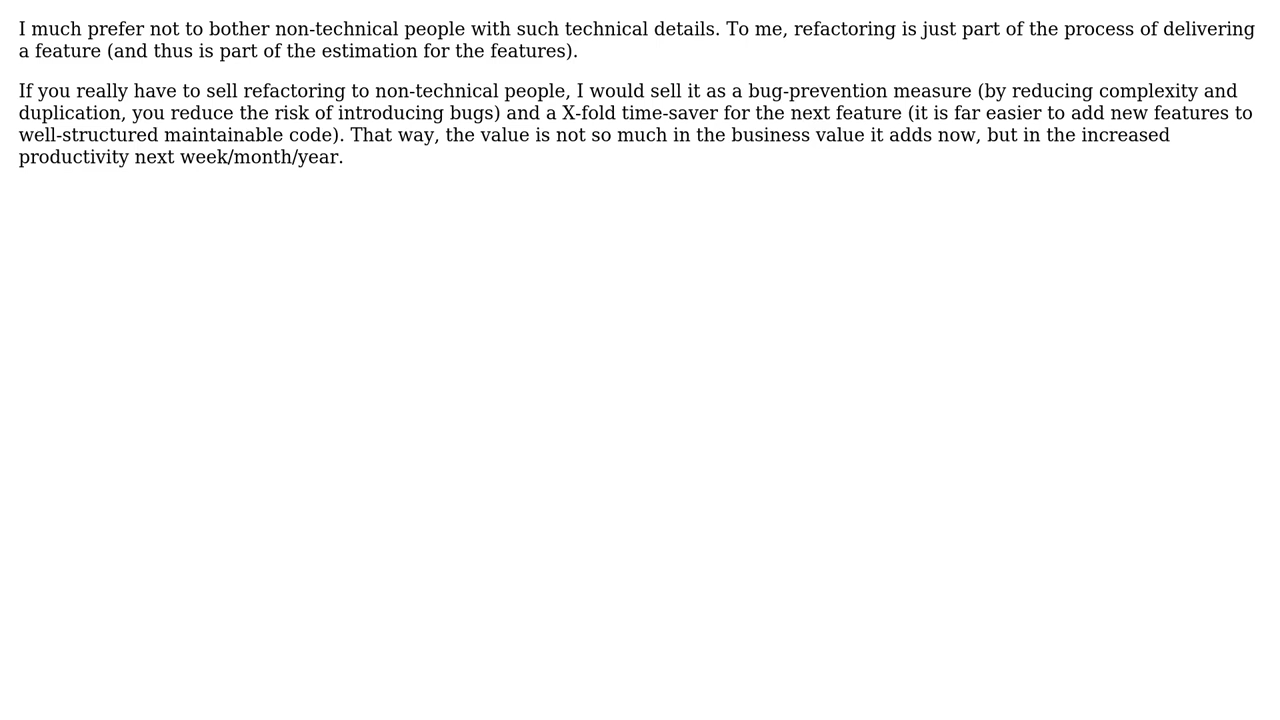 I much prefer not to bother non-technical people with such technical details. To me, refactoring is just part of the process of delivering
a feature (and thus is part of the estimation for the features).
If you really have to sell refactoring to non-technical people, I would sell it as a bug-prevention measure (by reducing complexity and
duplication, you reduce the risk of introducing bugs) and a X-fold time-saver for the next feature (it is far easier to add new features to
well-structured maintainable code). That way, the value is not so much in the business value it adds now, but in the increased
productivity next week/month/year.